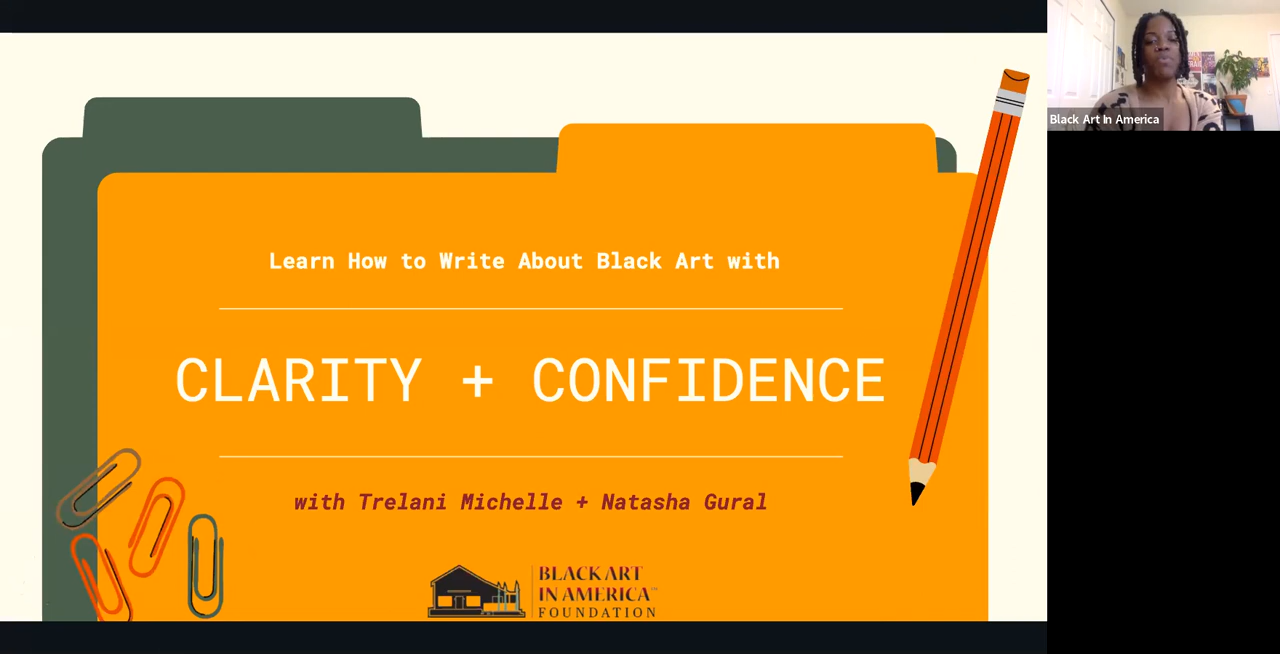 Learn How to Write About Black Art with
CLARITY + CONFIDENCE
with Trelani Michelle + Natasha Gural
BLACK ART
IN AMERICA™
FOUNDATION
Black Art In America